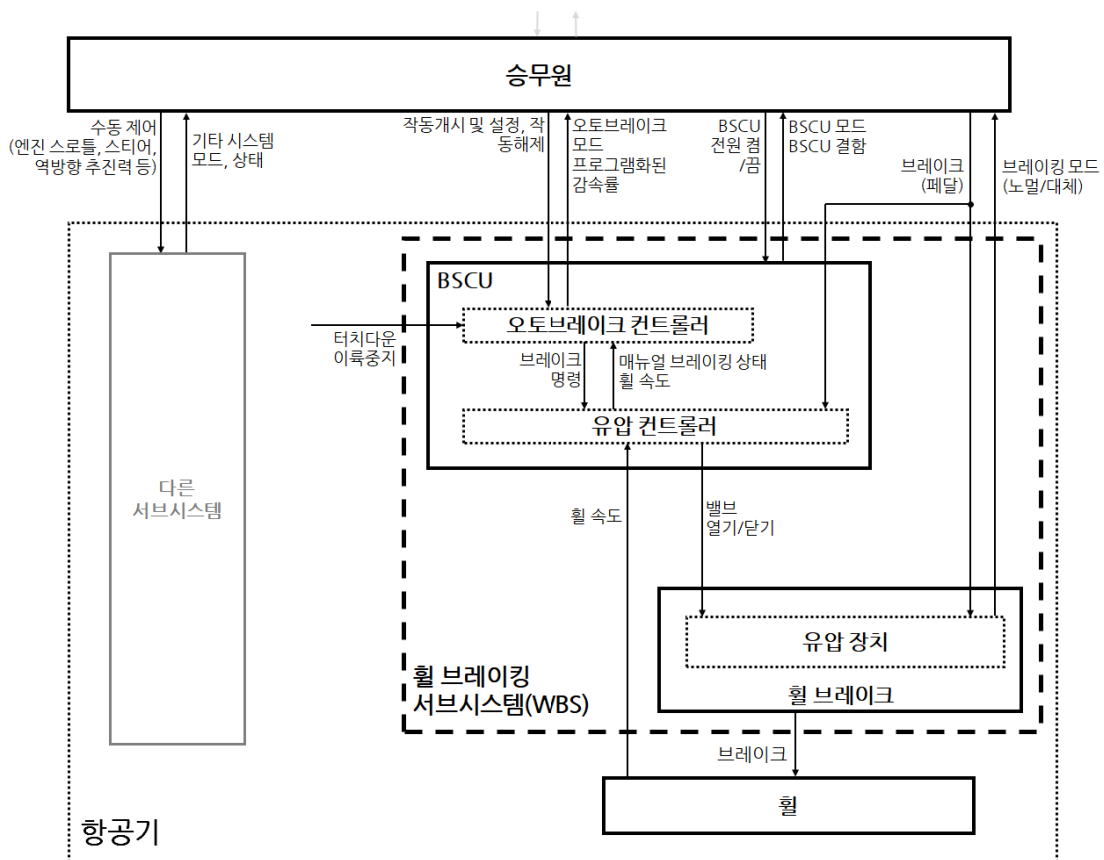 승무원
수동 제어
(엔진 스로틀, 스티어,
역방향 추진력 등)
기타 시스템
모드, 상태
작동개시 및 설정, 작
동해제
오토브레이크
모드
프로그램화된
감속률
BSCU
전원 켬
/끔
BSCU 모드
BSCU 결함
브레이크
(페달)
브레이킹 모드
(노멀/대체)
BSCU
오토브레이크 컨트롤러
터치다운
이륙중지
브레이크
명령
매뉴얼 브레이킹 상태
휠 속도
유압 컨트롤러
다른
서브시스템
휠 속도
밸브
열기/닫기
유압 장치
휠 브레이크
휠 브레이킹
서브시스템(WBS)
브레이크
휠
항공기